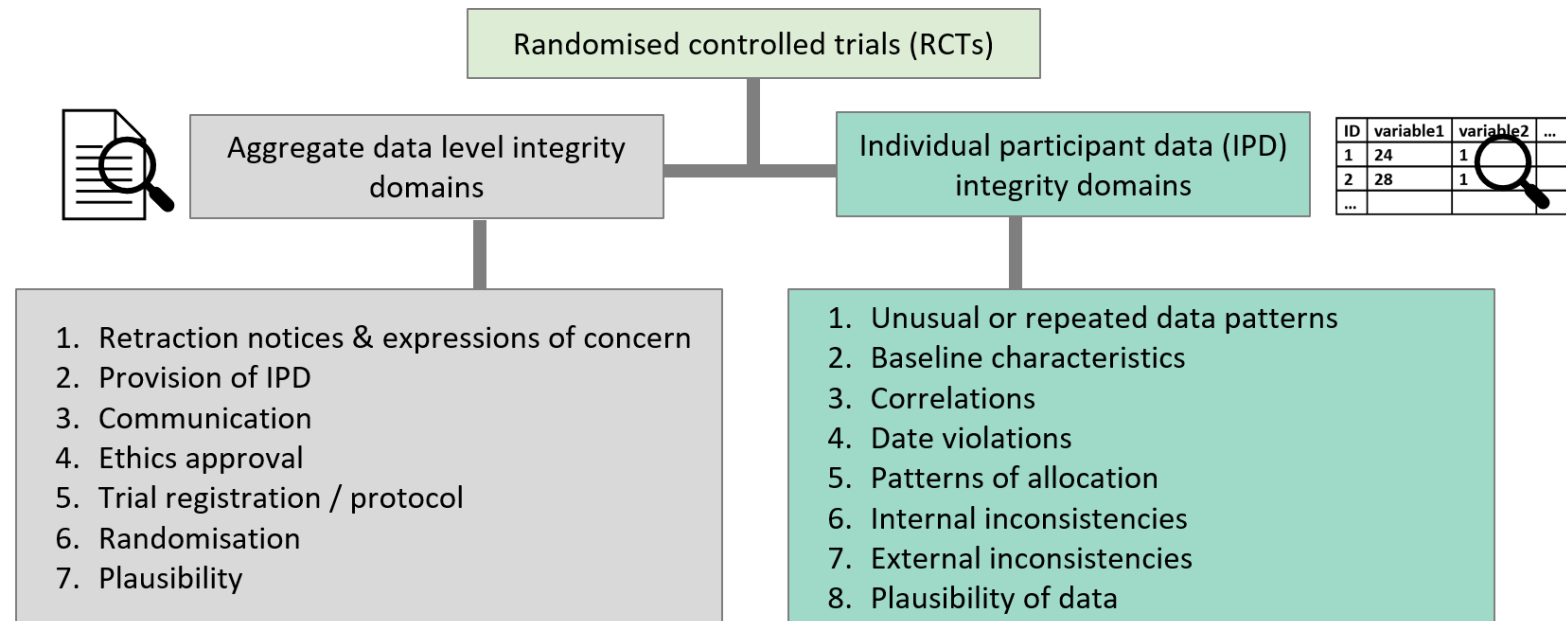 Randomised controlled trials (RCTs)
Aggregate data level integrity
domains
Individual participant data (IPD)
integrity domains
ID variable1 variable2 ...
1 24 1
2 28 1
...
1. Retraction notices & expressions of concern
2. Provision of IPD
3. Communication
4. Ethics approval
5. Trial registration / protocol
6. Randomisation
7. Plausibility
1. Unusual or repeated data patterns
2. Baseline characteristics
3. Correlations
4. Date violations
5. Patterns of allocation
6. Internal inconsistencies
7. External inconsistencies
8. Plausibility of data